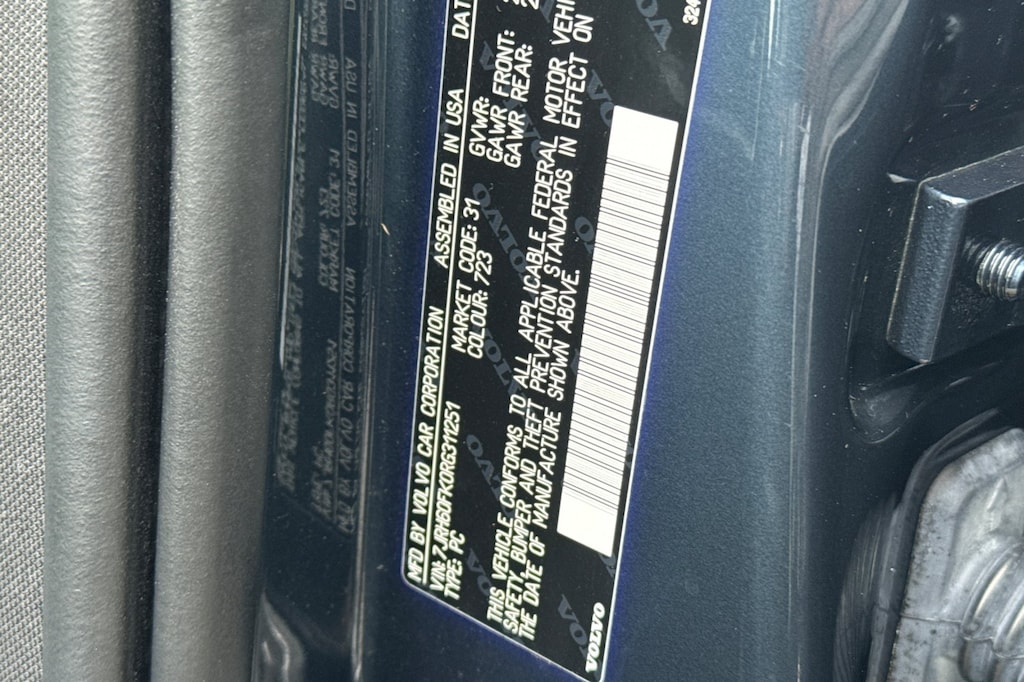 MFD BY VOLVO CAR CORPORATION ASSEMBLED IN USA DAT
VIN: 7JRH60FK0RG311251 MARKET CODE: 31 GVWR:
TYPE: PC COLOUR: 723 GAWR FRONT:
GAWR REAR:
THIS VEHICLE CONFORMS TO ALL APPLICABLE FEDERAL MOTOR VEHI
SAFETY, BUMPER AND THEFT PREVENTION STANDARDS IN EFFECT ON
THE DATE OF MANUFACTURE SHOWN ABOVE.
VOLVO
324